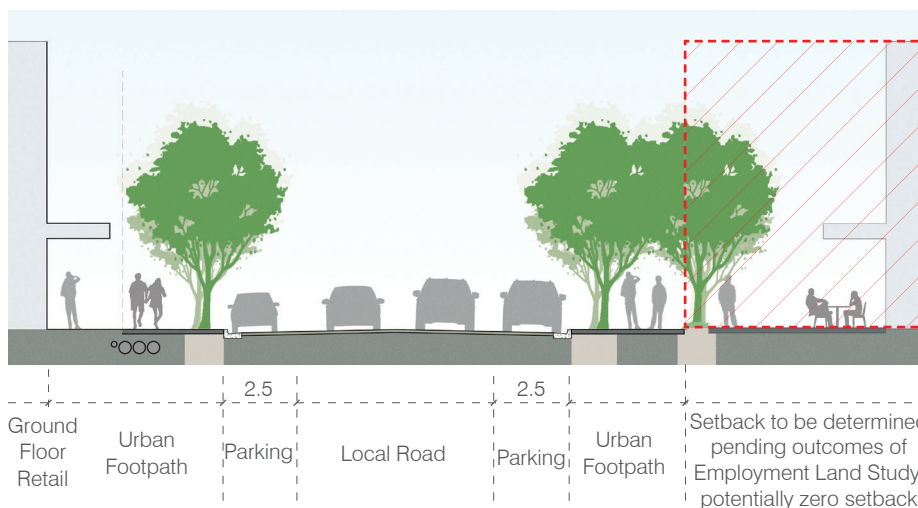 2.5
2.5
Ground
Floor
Retail
Urban
Footpath
Parking
Local Road
Parking
Urban
Footpath
Setback to be determined
pending outcomes of
Employment Land Study
potentially zero setback